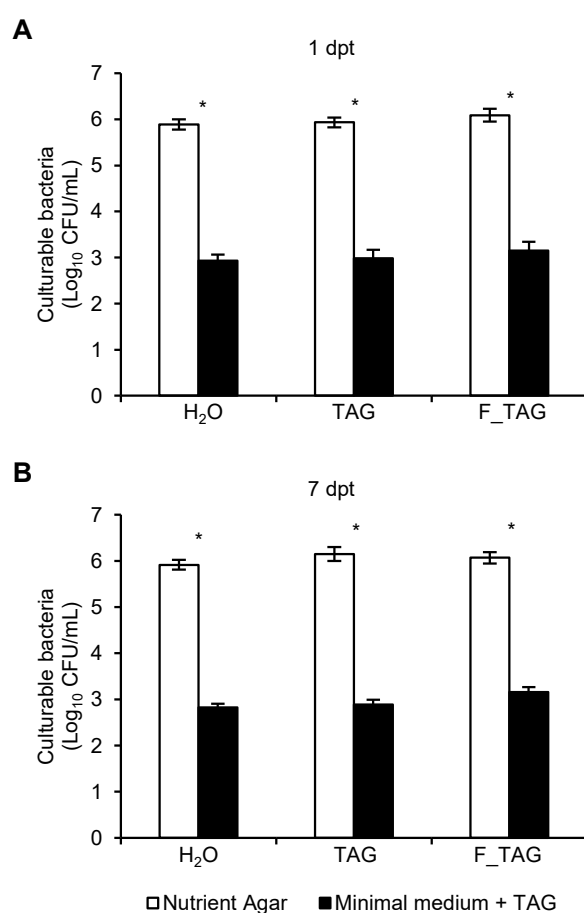 A
1 dpt
Culturable bacteria
(Log₁₀ CFU/mL)
7
6
5
4
3
2
1
0
* * *
H₂O TAG F_TAG
B
7 dpt
Culturable bacteria
(Log₁₀ CFU/mL)
7
6
5
4
3
2
1
0
* * *
H₂O TAG F_TAG
Nutrient Agar Minimal medium + TAG